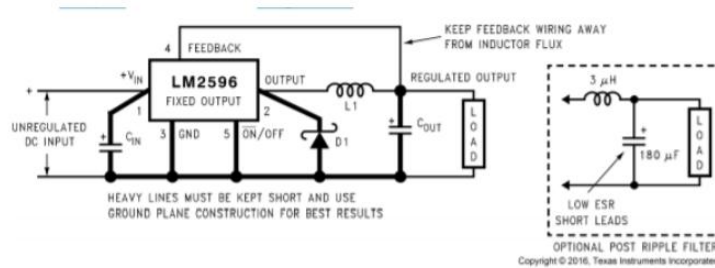 4 FEEDBACK
KEEP FEEDBACK WIRING AWAY
FROM INDUCTOR FLUX
+VIN
LM2596
FIXED OUTPUT
OUTPUT
REGULATED OUTPUT
+
1
2
L1
3 μH
UNREGULATED
DC INPUT
+
CIN
3 GND
5 ON/OFF
D1
+
COUT
LOAD
+
180 μF
LOAD
HEAVY LINES MUST BE KEPT SHORT AND USE
GROUND PLANE CONSTRUCTION FOR BEST RESULTS
LOW ESR
SHORT LEADS
OPTIONAL POST RIPPLE FILTER
Copyright © 2016, Texas Instruments Incorporated